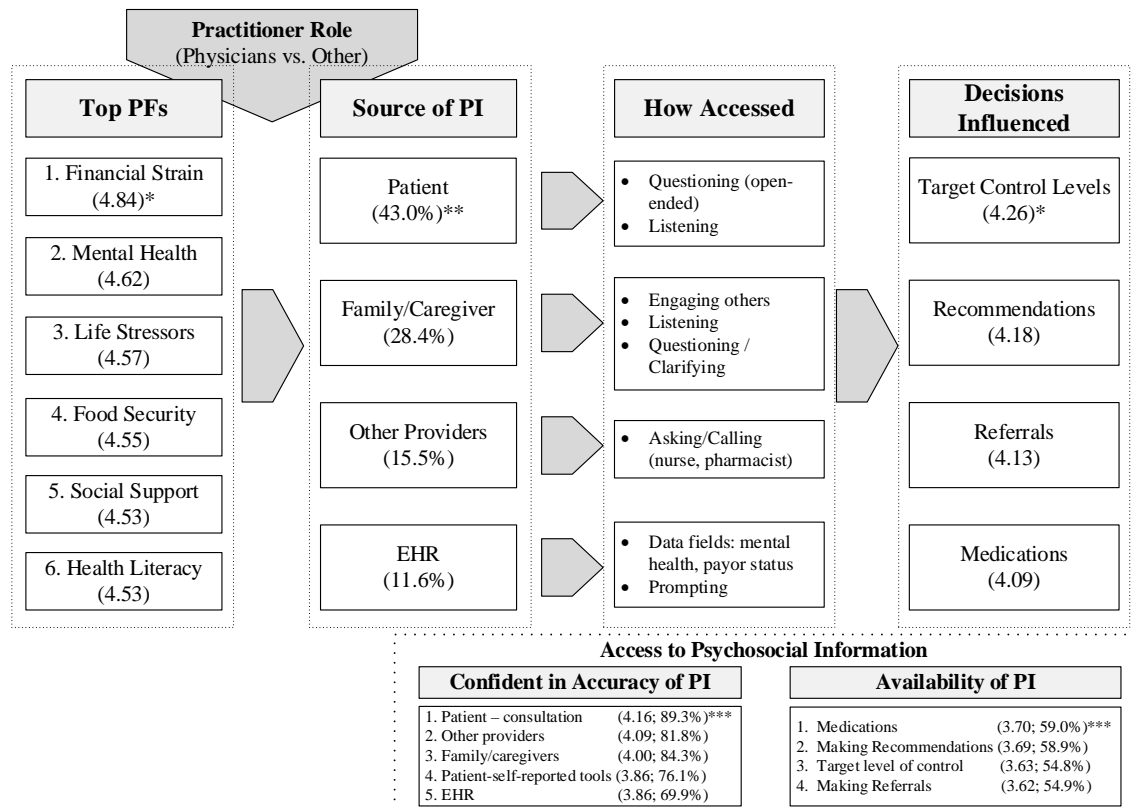 Practitioner Role
(Physicians vs. Other)
Top PFs
1. Financial Strain
(4.84)*
2. Mental Health
(4.62)
3. Life Stressors
(4.57)
4. Food Security
(4.55)
5. Social Support
(4.53)
6. Health Literacy
(4.53)
Source of PI
Patient
(43.0%)**
Family/Caregiver
(28.4%)
Other Providers
(15.5%)
EHR
(11.6%)
How Accessed
• Questioning (open-
ended)
• Listening
• Engaging others
• Listening
• Questioning /
Clarifying
• Asking/Calling
(nurse, pharmacist)
• Data fields: mental
health, payor status
• Prompting
Decisions
Influenced
Target Control Levels
(4.26)*
Recommendations
(4.18)
Referrals
(4.13)
Medications
(4.09)
Access to Psychosocial Information
Confident in Accuracy of PI
1. Patient – consultation (4.16; 89.3%)***
2. Other providers (4.09; 81.8%)
3. Family/caregivers (4.00; 84.3%)
4. Patient-self-reported tools (3.86; 76.1%)
5. EHR (3.86; 69.9%)
Availability of PI
1. Medications (3.70; 59.0%)***
2. Making Recommendations (3.69; 58.9%)
3. Target level of control (3.63; 54.8%)
4. Making Referrals (3.62; 54.9%)